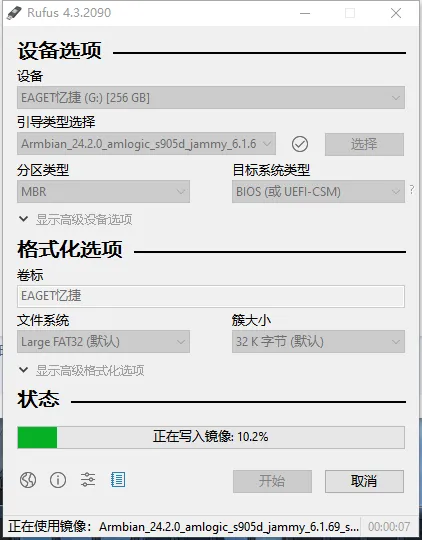 Rufus 4.3.2090
设备选项
设备
EAGET忆捷 (G:) [256 GB]
引导类型选择
Armbian_24.2.0_amlogic_s905d_jammy_6.1.6
选择
分区类型 目标系统类型
MBR BIOS (或 UEFI-CSM) ?
显示高级设备选项
格式化选项
卷标
EAGET忆捷
文件系统 簇大小
Large FAT32 (默认) 32 K 字节 (默认)
显示高级格式化选项
状态
正在写入镜像: 10.2%
开始 取消
正在使用镜像：Armbian_24.2.0_amlogic_s905d_jammy_6.1.69_s... 00:00:07